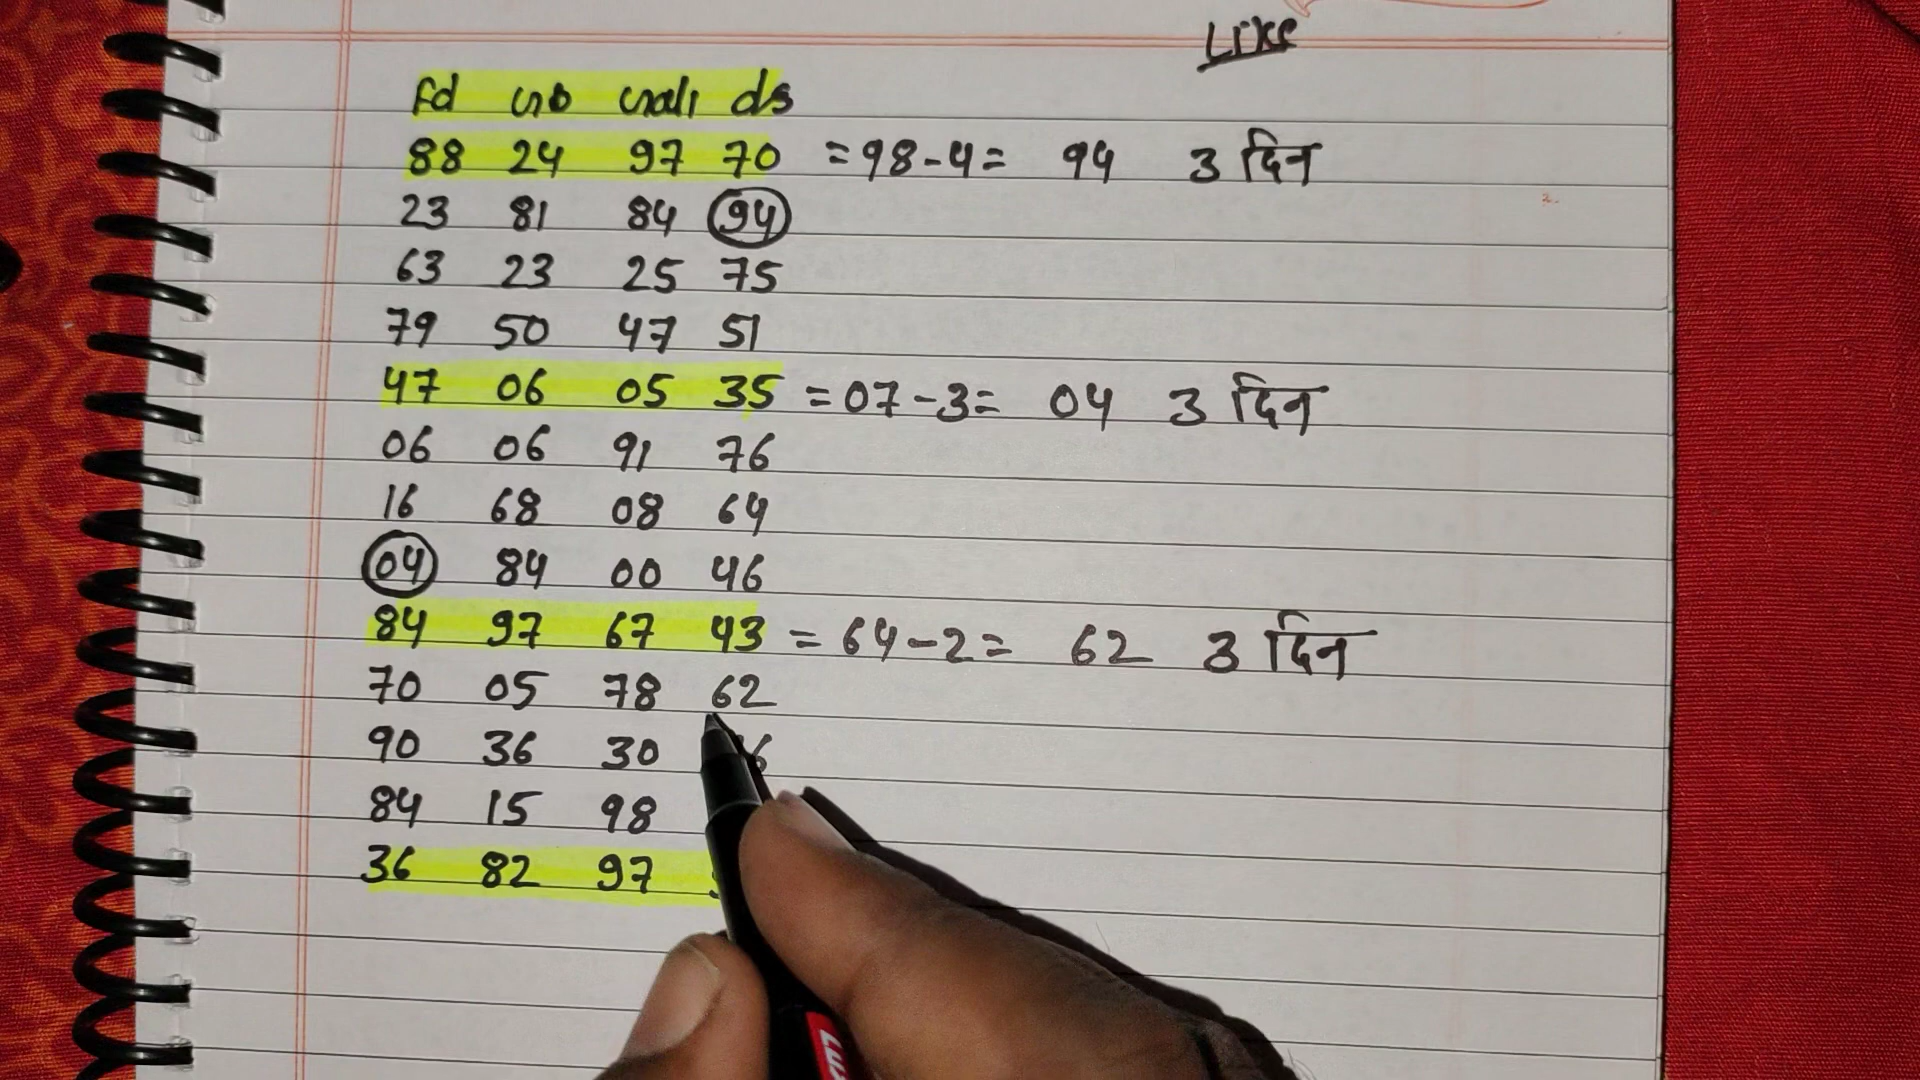 Like
Fd GB Gali ds
88 24 97 70 = 98-4= 94 3 दिन
23 81 84 94
63 23 25 75
79 50 47 51
47 06 05 35 = 07-3= 04 3 दिन
06 06 91 76
16 68 08 64
04 84 00 46
84 97 67 43 = 64-2= 62 3 दिन
70 05 78 62
90 36 30
84 15 98
36 82 97